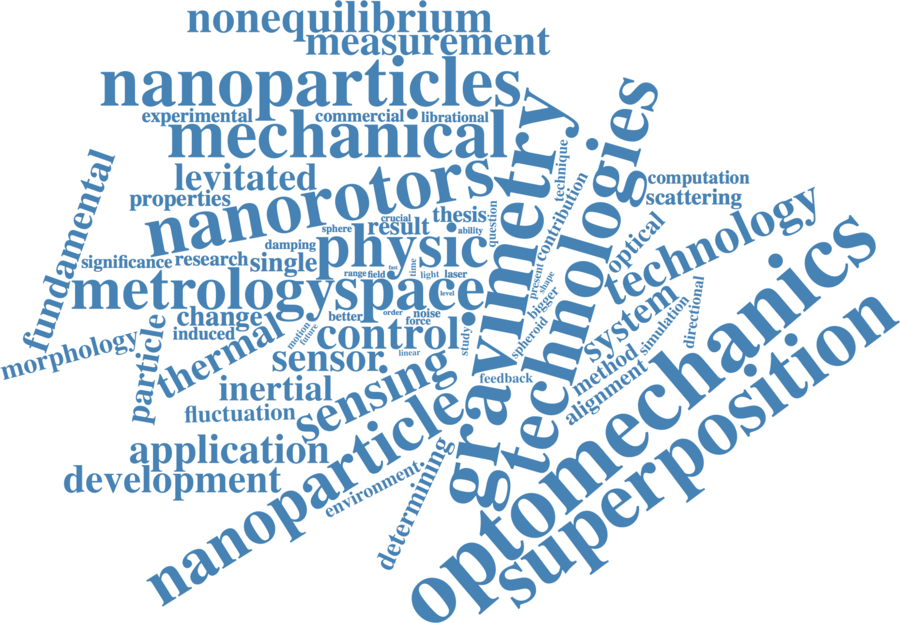 nonequilibrium
measurement
nanoparticles
experimental
commercial
librational
mechanical
technique
fundamental
levitated
properties
nanorotors
crucial
sphere
result
thesis
question
ability
gravimetry
contribution
technologies
computation
scattering
optical
technology
damping
physic
significance
research
single
range
field
fast
time
light
laser
present
shape
bigger
spheroid
metrologyspace
level
change
induced
better
order
noise
force
motion
future
control
linear
study
system
simulation
directional
morphology
particle
thermal
sensor
sensing
feedback
method
alignment
inertial
fluctuation
application
development
nanoparticle
environment
determining
optomechanics
superposition